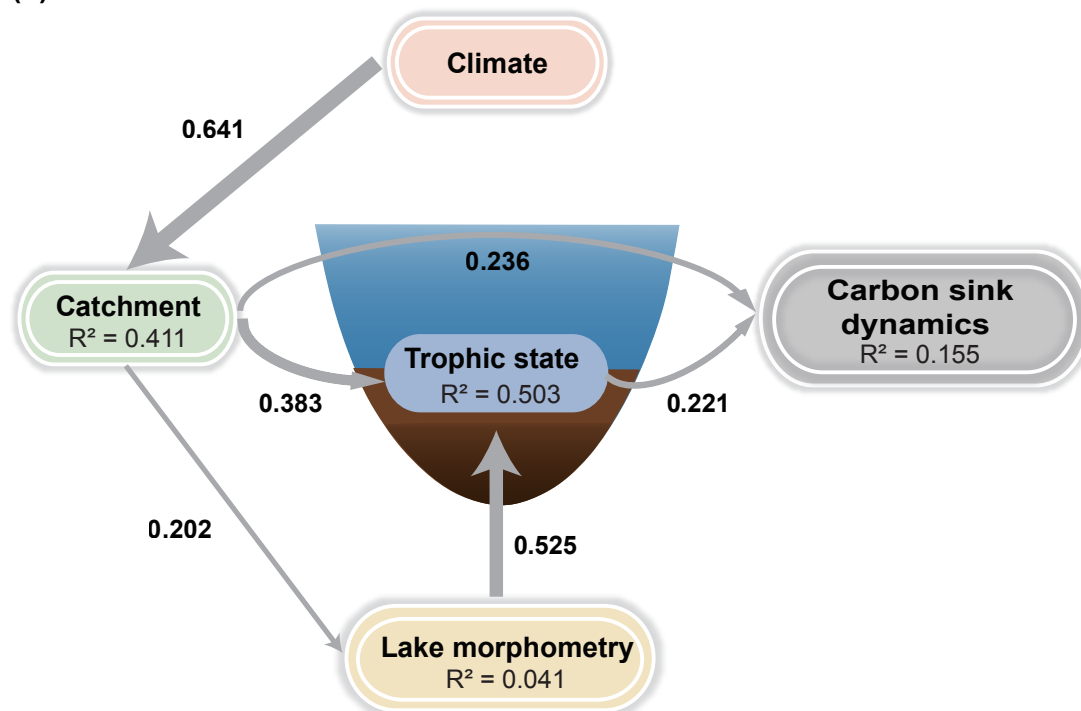 Climate
0.641
0.236
Catchment
R² = 0.411
Carbon sink
dynamics
R² = 0.155
Trophic state
R² = 0.503
0.383
0.221
0.202
0.525
Lake morphometry
R² = 0.041